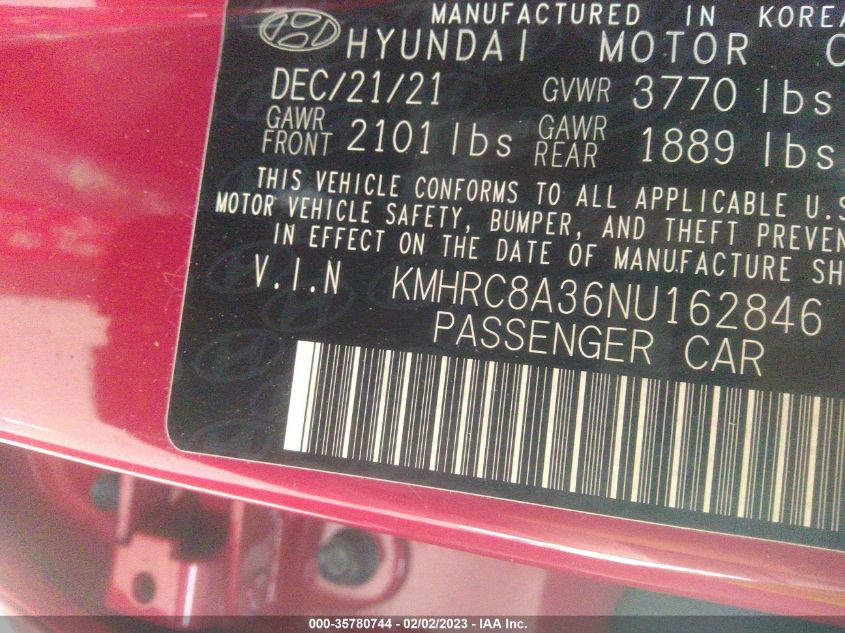 MANUFACTURED IN KOREA
HYUNDAI MOTOR
DEC/21/21 GVWR 3770 lbs
GAWR FRONT 2101 lbs GAWR REAR 1889 lbs
THIS VEHICLE CONFORMS TO ALL APPLICABLE U.S
MOTOR VEHICLE SAFETY, BUMPER, AND THEFT PREVEN
IN EFFECT ON THE DATE OF MANUFACTURE SH
V.I.N KMHRC8A36NU162846
PASSENGER CAR
000-35780744 - 02/02/2023 - IAA Inc.